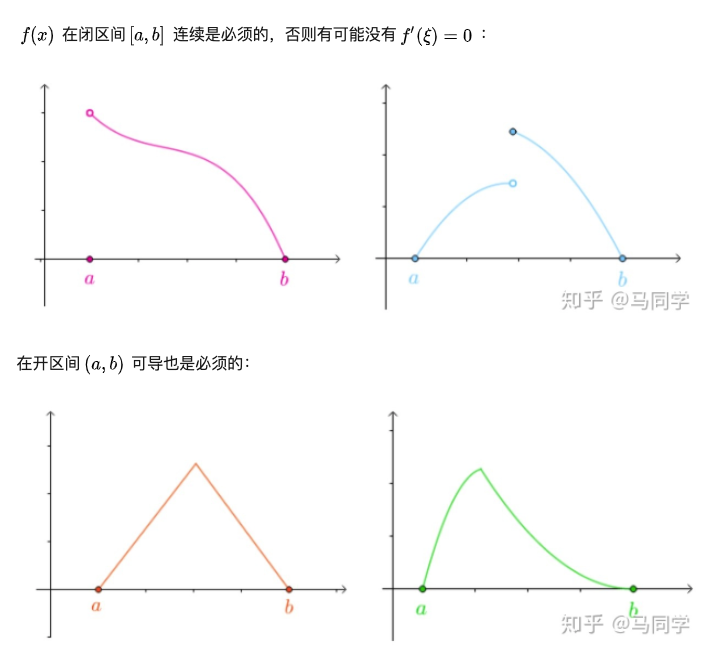 f(x) 在闭区间 [a, b] 连续是必须的，否则有可能没有 f′(ξ) = 0 ：
a b a b
知乎 @马同学
在开区间 (a, b) 可导也是必须的：
a b a b
知乎 @马同学